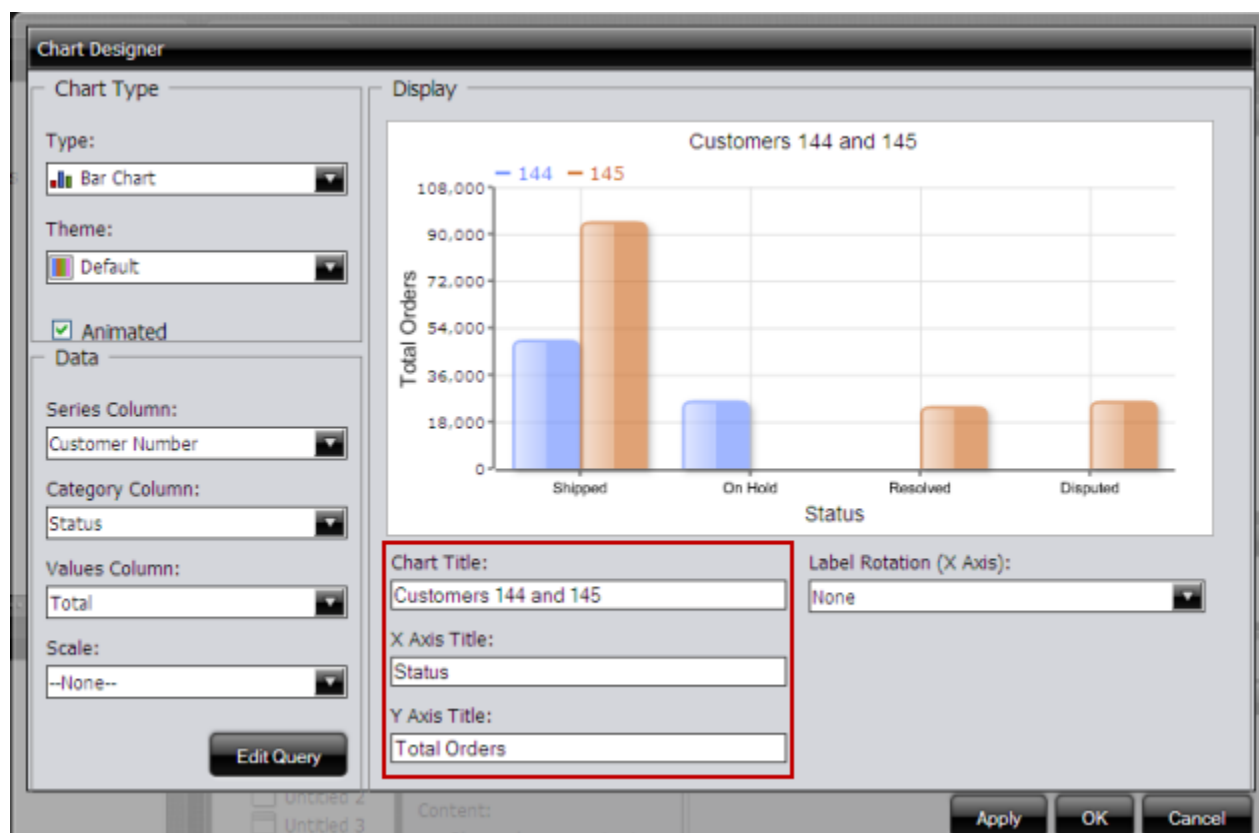 Chart Designer
Chart Type
Type:
Bar Chart
Theme:
Default
Animated
Data
Series Column:
Customer Number
Category Column:
Status
Values Column:
Total
Scale:
--None--
Edit Query
Display
Customers 144 and 145
144 145
108,000
90,000
72,000
54,000
36,000
18,000
0
Total Orders
Shipped On Hold Resolved Disputed
Status
Chart Title:
Customers 144 and 145
X Axis Title:
Status
Y Axis Title:
Total Orders
Label Rotation (X Axis):
None
Untitled 2
Untitled 3
Content:
Apply OK Cancel